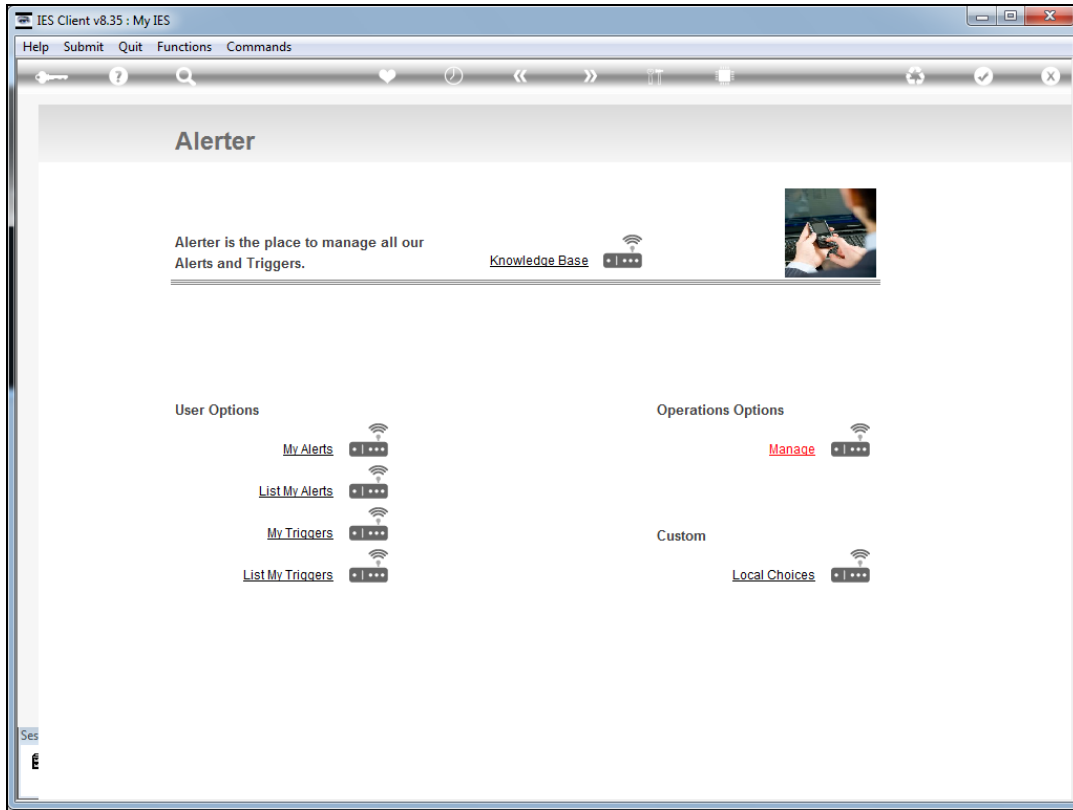 IES Client v8.35 : My IES
Help Submit Quit Functions Commands
Alerter
Alerter is the place to manage all our
Alerts and Triggers.
Knowledge Base
User Options
Operations Options
My Alerts
Manage
List My Alerts
My Triggers
Custom
List My Triggers
Local Choices
Ses